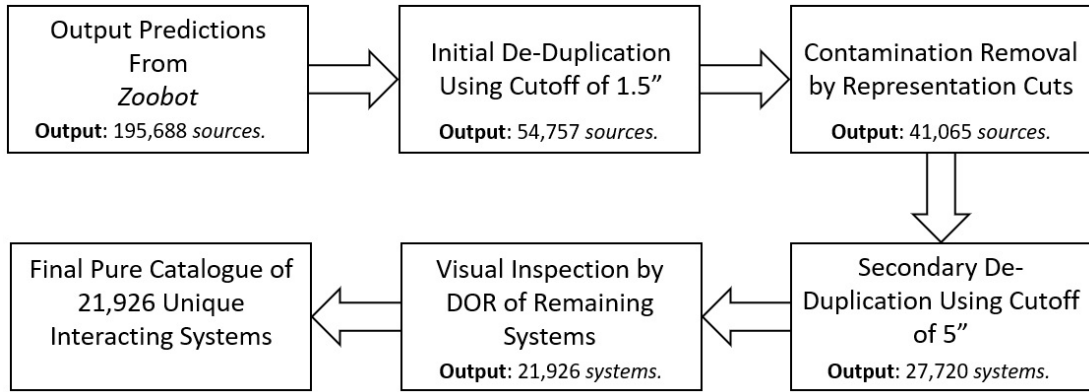 Output Predictions
From
Zoobot
Output: 195,688 sources.
Initial De-Duplication
Using Cutoff of 1.5”
Output: 54,757 sources.
Contamination Removal
by Representation Cuts
Output: 41,065 sources.
Secondary De-
Duplication Using Cutoff
of 5”
Output: 27,720 systems.
Visual Inspection by
DOR of Remaining
Systems
Output: 21,926 systems.
Final Pure Catalogue of
21,926 Unique
Interacting Systems